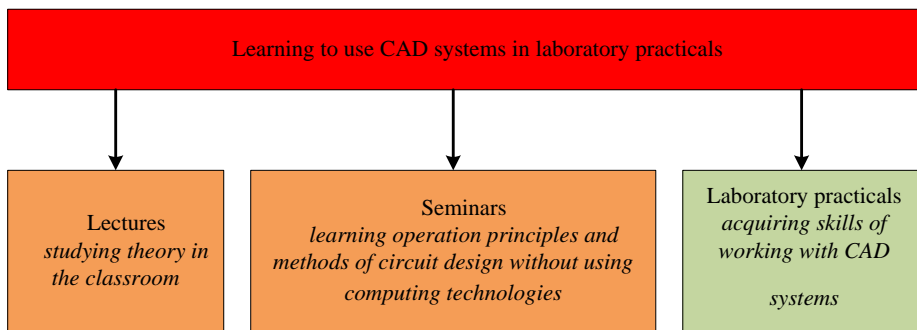 Learning to use CAD systems in laboratory practicals
Lectures
studying theory in
the classroom
Seminars
learning operation principles and
methods of circuit design without using
computing technologies
Laboratory practicals
acquiring skills of
working with CAD
systems